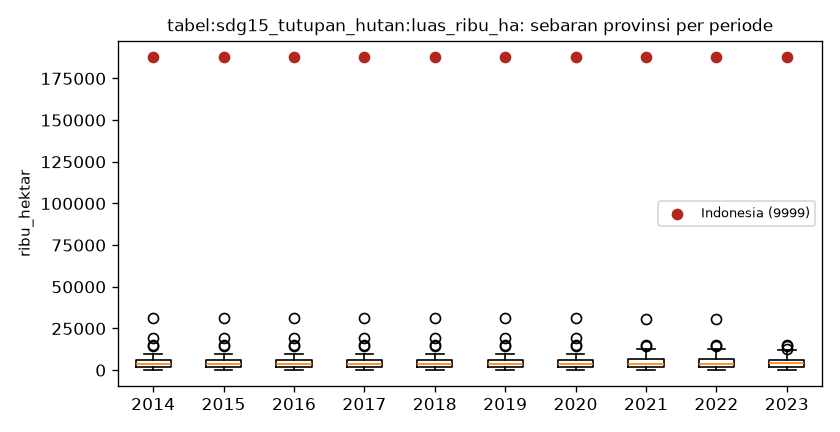 tabel:sdg15_tutupan_hutan:luas_ribu_ha: sebaran provinsi per periode
175000
150000
125000
100000
75000
50000
25000
0
ribu_hektar
Indonesia (9999)
2014 2015 2016 2017 2018 2019 2020 2021 2022 2023